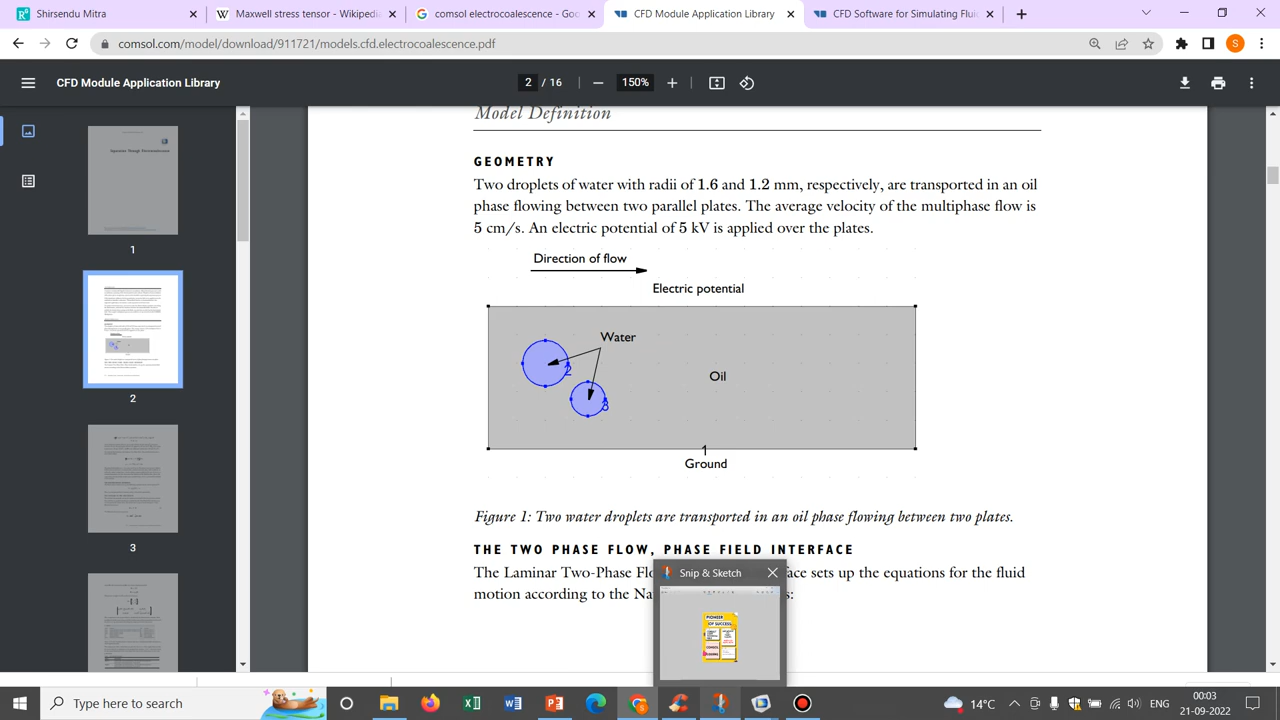 Shirsendu Mitra
Maxwell stress tensor - Wikipedi
comsol electrocoalescence - Goo
CFD Module Application Library
CFD Software for Simulating Flui
comsol.com/model/download/911721/models.cfd.electrocoalescence.pdf
S
CFD Module Application Library
2 / 16
150%
1
2
3
Model Definition
GEOMETRY
Two droplets of water with radii of 1.6 and 1.2 mm, respectively, are transported in an oil
phase flowing between two parallel plates. The average velocity of the multiphase flow is
5 cm/s. An electric potential of 5 kV is applied over the plates.
Direction of flow
Electric potential
Water
2
Oil
3
1
Ground
Figure 1: Two water droplets are transported in an oil phase flowing between two plates.
THE TWO PHASE FLOW, PHASE FIELD INTERFACE
The Laminar Two-Phase Flo
ace sets up the equations for the fluid
motion according to the Na
s:
Snip & Sketch
PIONEER
OF SUCCESS
Type here to search
14°C
ENG
00:03
21-09-2022